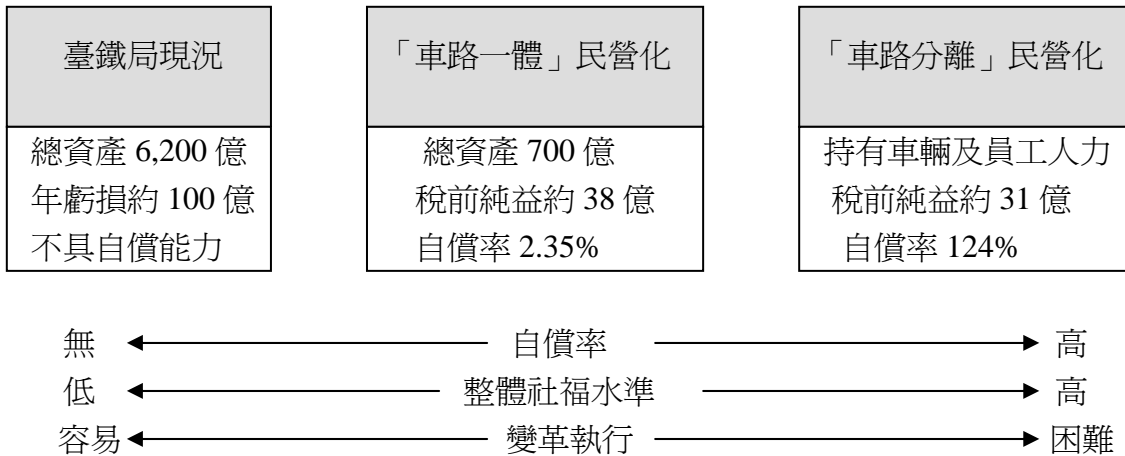 臺鐵局現況
總資產 6,200 億
年虧損約 100 億
不具自償能力
「車路一體」民營化
總資產 700 億
稅前純益約 38 億
自償率 2.35%
「車路分離」民營化
持有車輛及員工人力
稅前純益約 31 億
自償率 124%
無 自償率 高
低 整體社福水準 高
容易 變革執行 困難